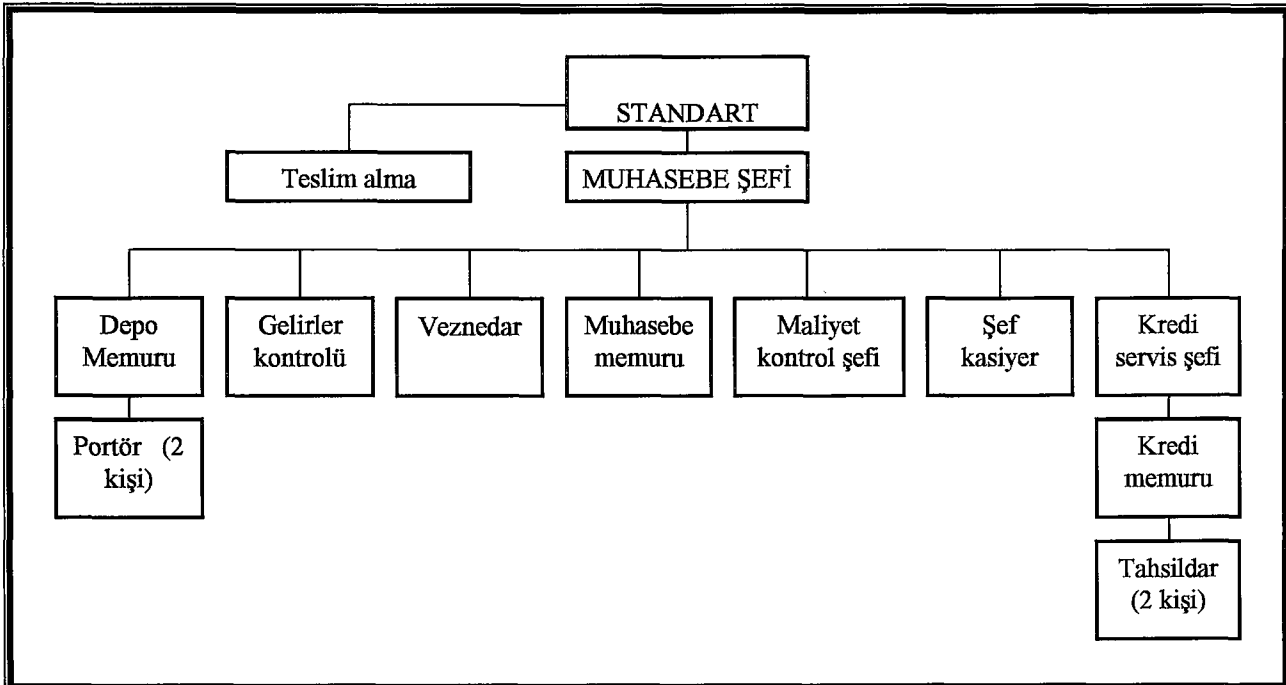 STANDART
Teslim alma
MUHASEBE ŞEFİ
Depo
Memuru
Gelirler
kontrolü
Veznedar
Muhasebe
memuru
Maliyet
kontrol şefi
Şef
kasiyer
Kredi
servis şefi
Portör (2
kişi)
Kredi
memuru
Tahsildar
(2 kişi)